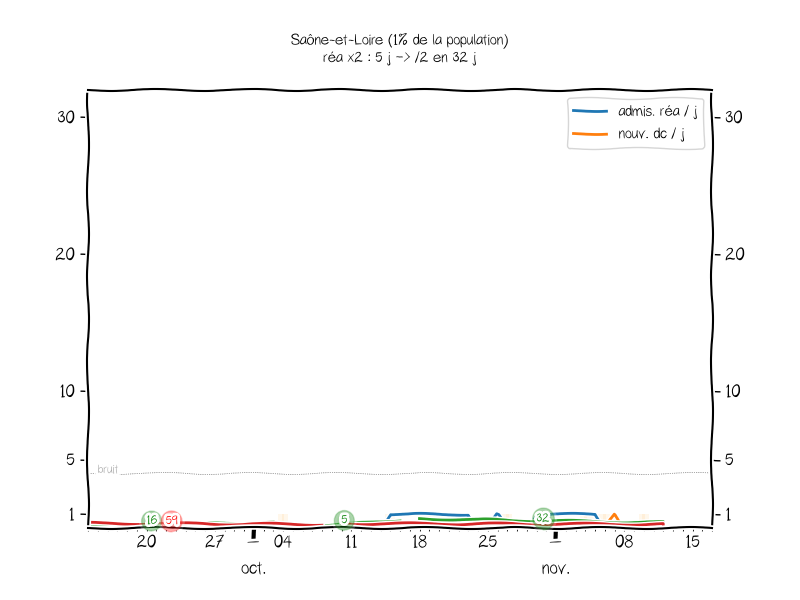 Saône-et-Loire (1% de la population)
réa x2 : 5 j -> /2 en 32 j
admis. réa / j
nouv. dc / j
30 30
20 20
10 10
5 5
bruit
1 1
16 59 5 32
20 27 04 11 18 25 08 15
oct. nov.